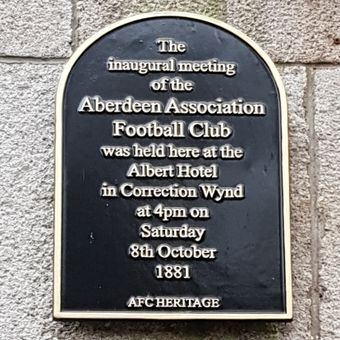 The
inaugural meeting
of the
Aberdeen Association
Football Club
was held here at the
Albert Hotel
in Correction Wynd
at 4pm on
Saturday
8th October
1881
AFC HERITAGE